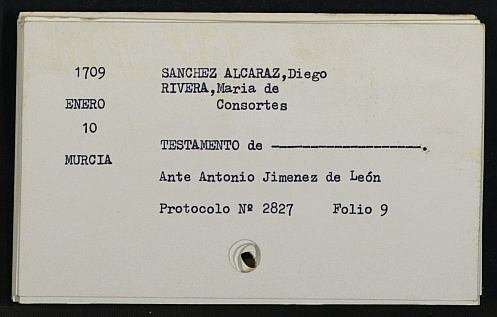 1709
SANCHEZ ALCARAZ,Diego
RIVERA,Maria de
ENERO
Consortes
10
TESTAMENTO de --------------------.
MURCIA
Ante Antonio Jimenez de León
Protocolo Nº 2827 Folio 9